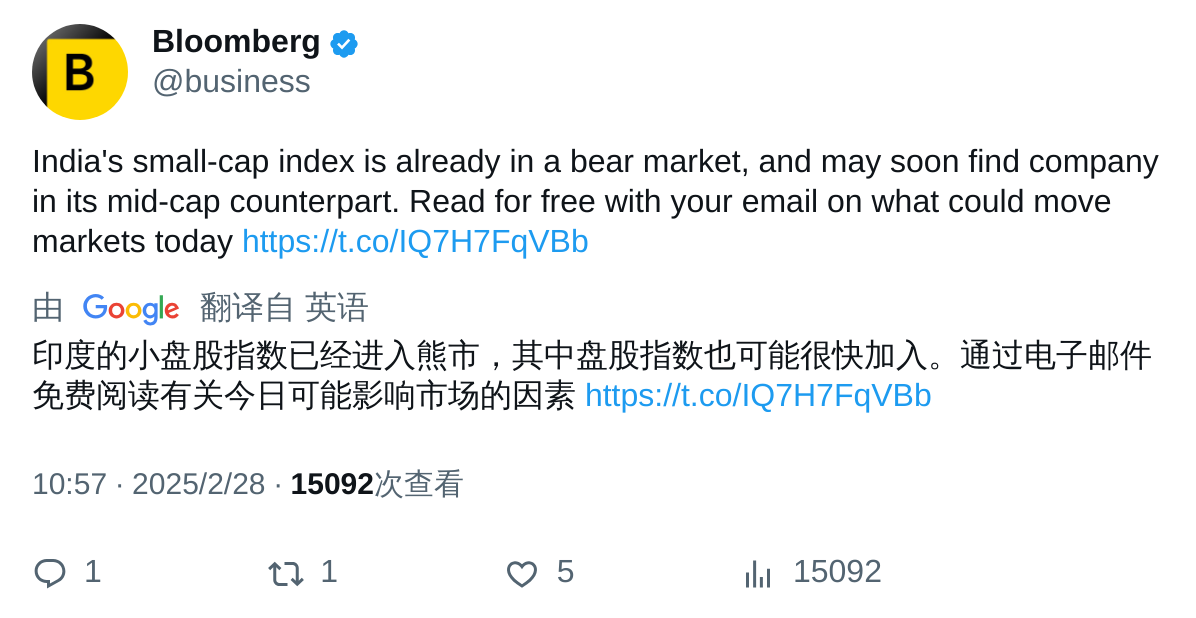 Bloomberg
@business
India's small-cap index is already in a bear market, and may soon find company
in its mid-cap counterpart. Read for free with your email on what could move
markets today https://t.co/IQ7H7FqVBb
由 Google 翻译自 英语
印度的小盘股指数已经进入熊市，其中盘股指数也可能很快加入。通过电子邮件
免费阅读有关今日可能影响市场的因素 https://t.co/IQ7H7FqVBb
10:57 · 2025/2/28 · 15092次查看
1 1 5 15092